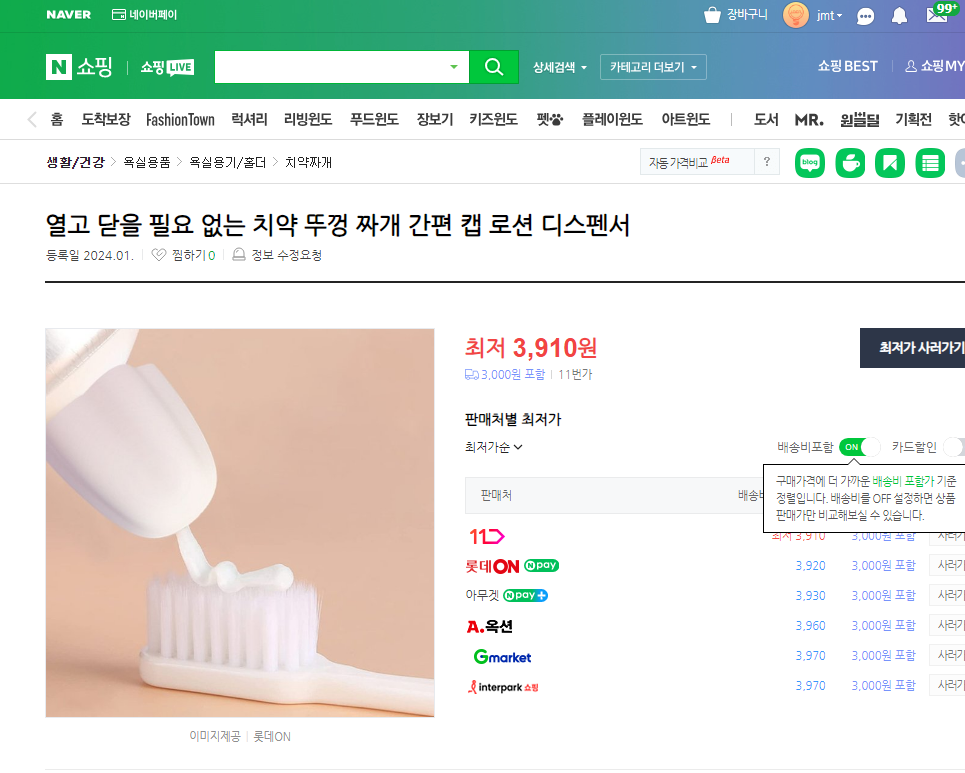 NAVER 네이버페이 장바구니 jmt 99+
N 쇼핑 쇼핑LIVE 상세검색 카테고리 더보기 쇼핑BEST 쇼핑MY
홈 도착보장 FashionTown 럭셔리 리빙윈도 푸드윈도 장보기 키즈윈도 펫 플레이윈도 아트윈도 도서 MR. 원쁠딜 기획전 핫
생활/건강 > 욕실용품 > 욕실용기/홀더 > 치약짜개 자동 가격비교 Beta ? blog
열고 닫을 필요 없는 치약 뚜껑 짜개 간편 캡 로션 디스펜서
등록일 2024.01. 찜하기 0 정보 수정요청
최저 3,910원 최저가 사러가기
3,000원 포함 11번가
판매처별 최저가
최저가순 배송비포함 ON 카드할인
구매가격에 더 가까운 배송비 포함가 기준
정렬입니다. 배송비를 OFF 설정하면 상품
판매가만 비교해보실 수 있습니다.
판매처 배송비
11 최저 3,910 3,000원 포함 사러가
롯데ON N pay 3,920 3,000원 포함 사러가
아무겟 N pay + 3,930 3,000원 포함 사러가
A.옥션 3,960 3,000원 포함 사러가
Gmarket 3,970 3,000원 포함 사러가
interpark 쇼핑 3,970 3,000원 포함 사러가
이미지제공 롯데ON